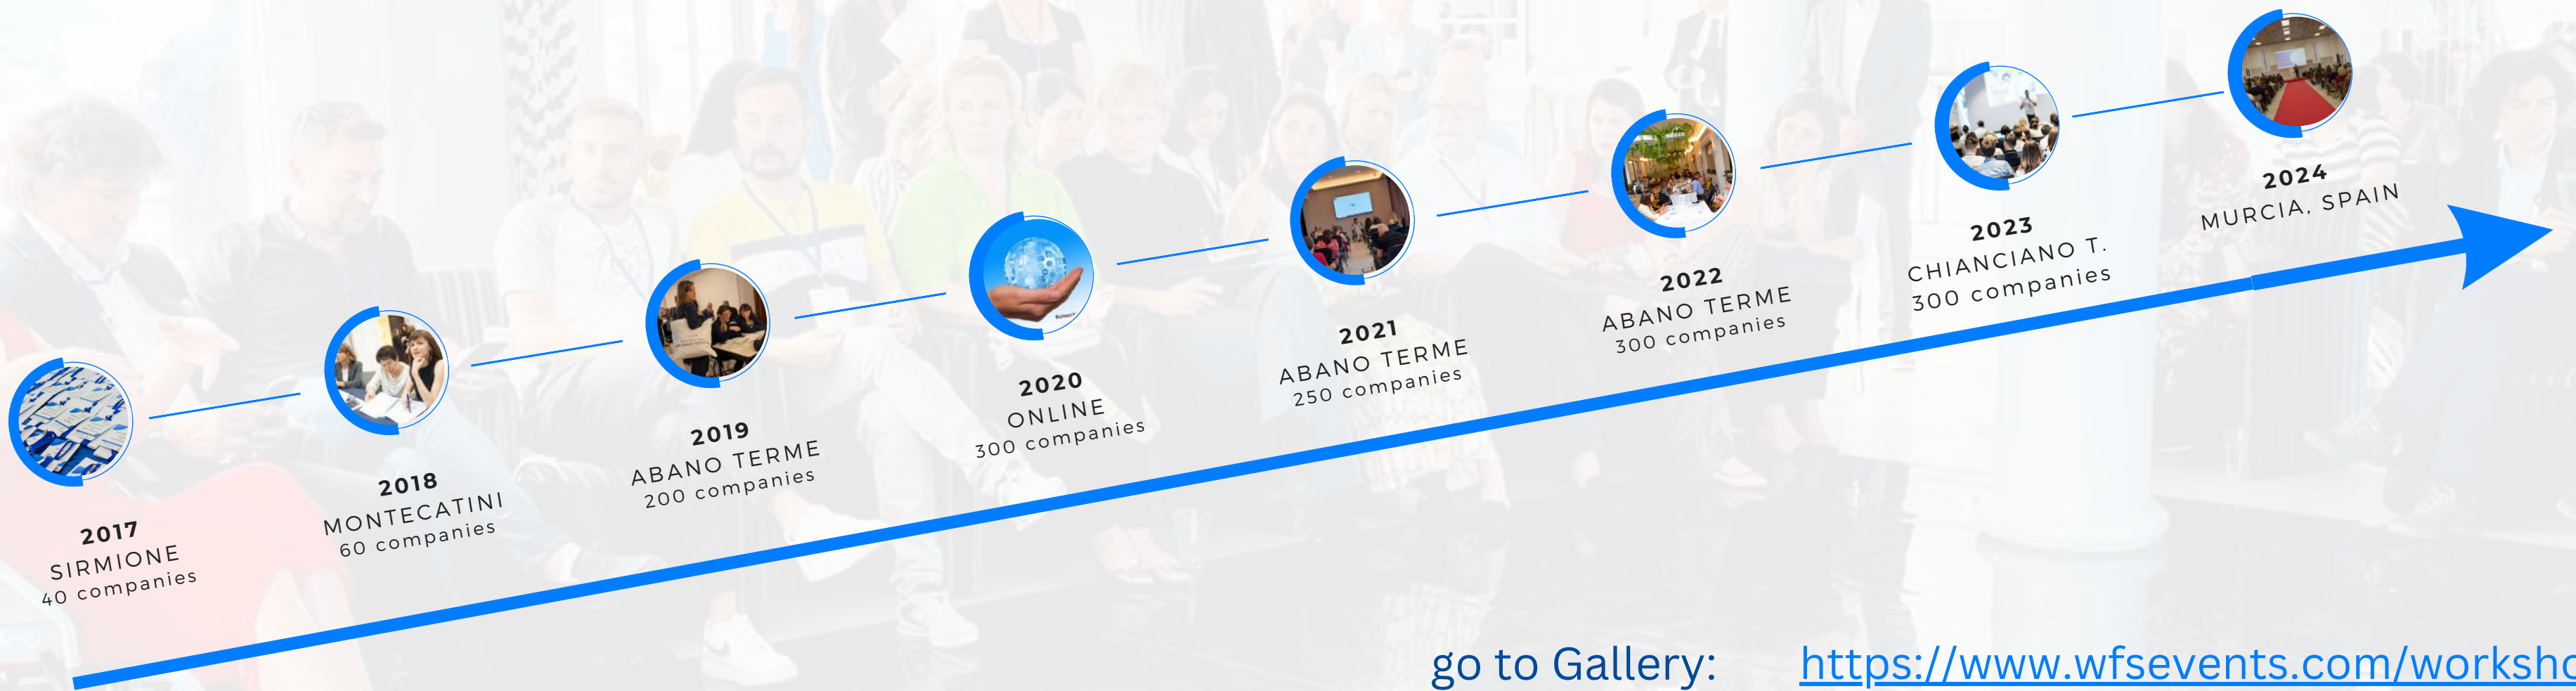 2017
SIRMIONE
40 companies
2018
MONTECATINI
60 companies
2019
ABANO TERME
200 companies
2020
ONLINE
300 companies
2021
ABANO TERME
250 companies
2022
ABANO TERME
300 companies
2023
CHIANCIANO T.
300 companies
2024
MURCIA, SPAIN
go to Gallery: https://www.wfsevents.com/worksho